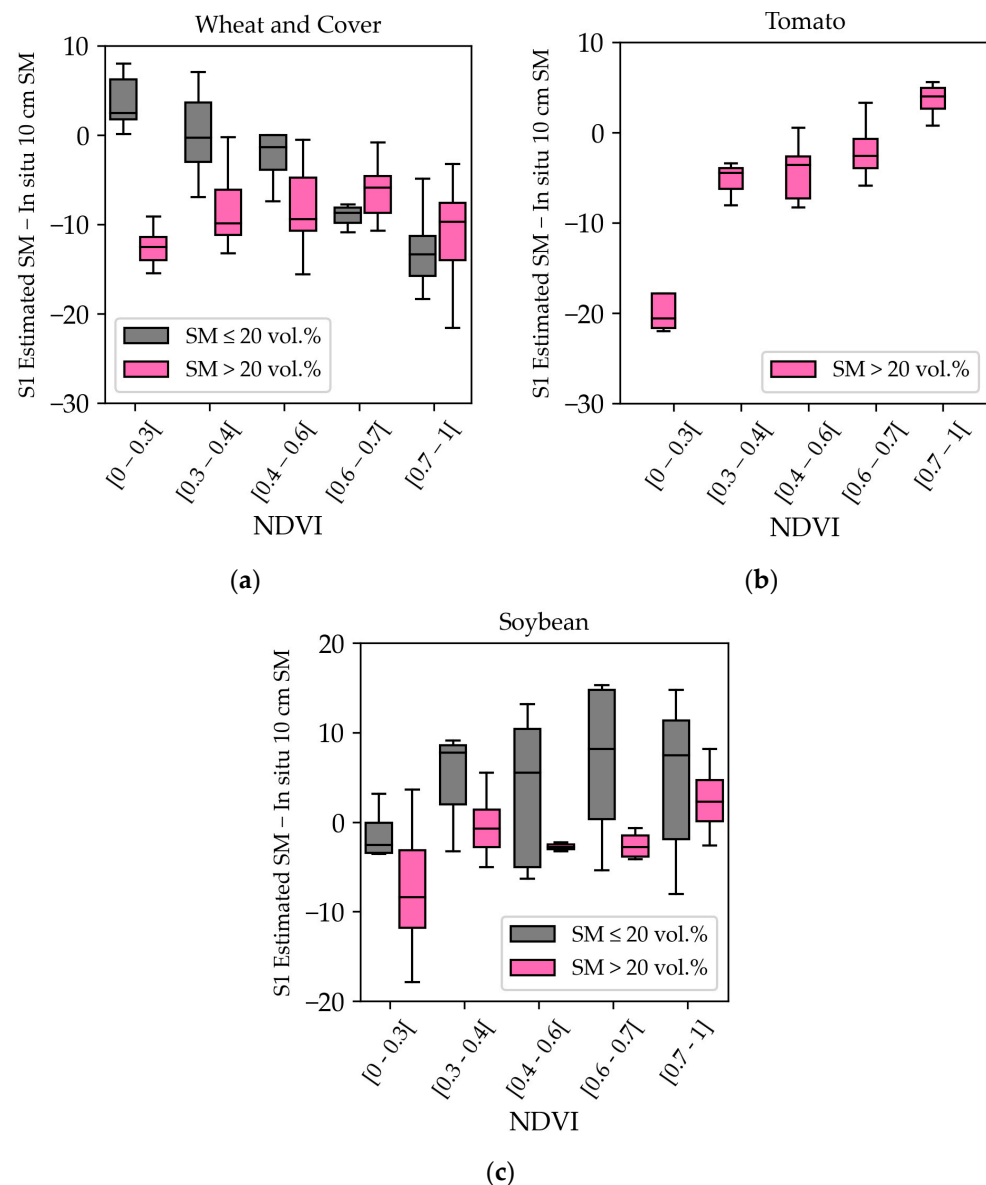 Wheat and Cover
S1 Estimated SM – In situ 10 cm SM
10
0
−10
−20
−30
SM ≤ 20 vol.%
SM > 20 vol.%
[0 – 0.3[
[0.3 – 0.4[
[0.4 – 0.6[
[0.6 – 0.7[
[0.7 – 1[
NDVI
(a)
Tomato
S1 Estimated SM – In situ 10 cm SM
10
0
−10
−20
−30
SM > 20 vol.%
[0 – 0.3[
[0.3 – 0.4[
[0.4 – 0.6[
[0.6 – 0.7[
[0.7 – 1[
NDVI
(b)
Soybean
S1 Estimated SM – In situ 10 cm SM
20
10
0
−10
−20
SM ≤ 20 vol.%
SM > 20 vol.%
[0 - 0.3[
[0.3 - 0.4[
[0.4 - 0.6[
[0.6 - 0.7[
[0.7 - 1]
NDVI
(c)